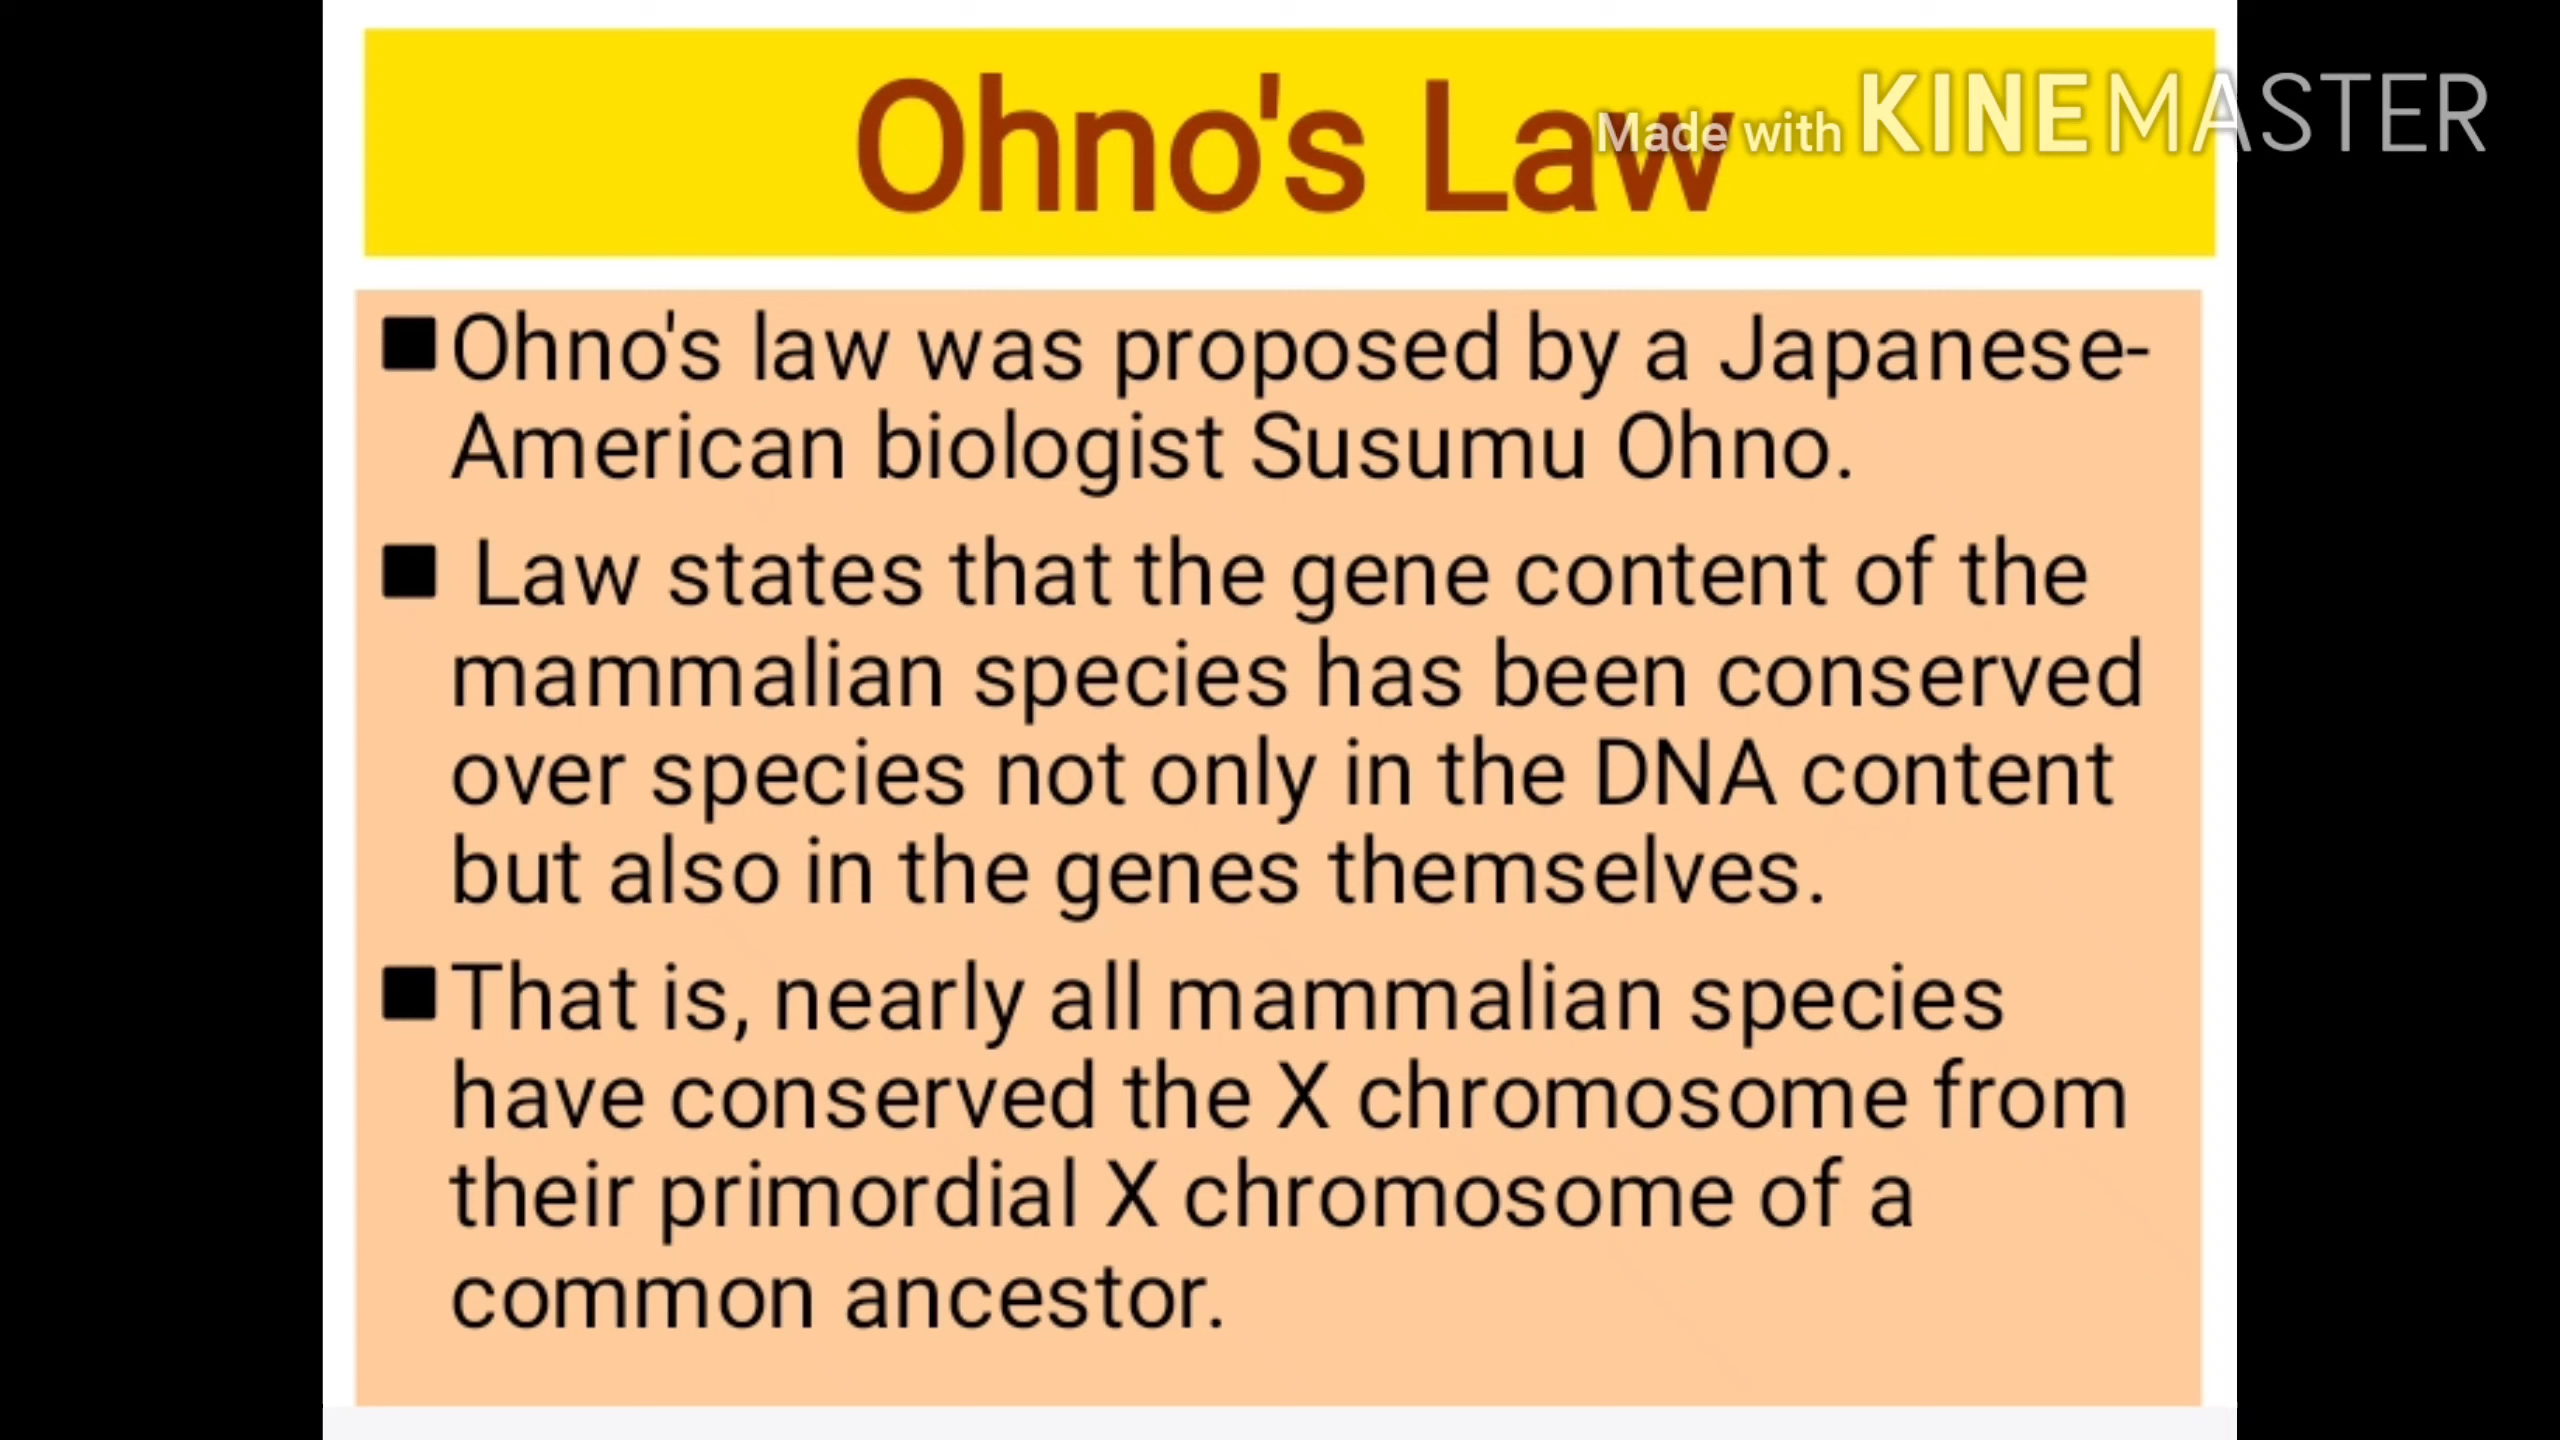 Ohno's Law
Made with KINEMASTER
■Ohno's law was proposed by a Japanese-
American biologist Susumu Ohno.
■ Law states that the gene content of the
mammalian species has been conserved
over species not only in the DNA content
but also in the genes themselves.
■That is, nearly all mammalian species
have conserved the X chromosome from
their primordial X chromosome of a
common ancestor.